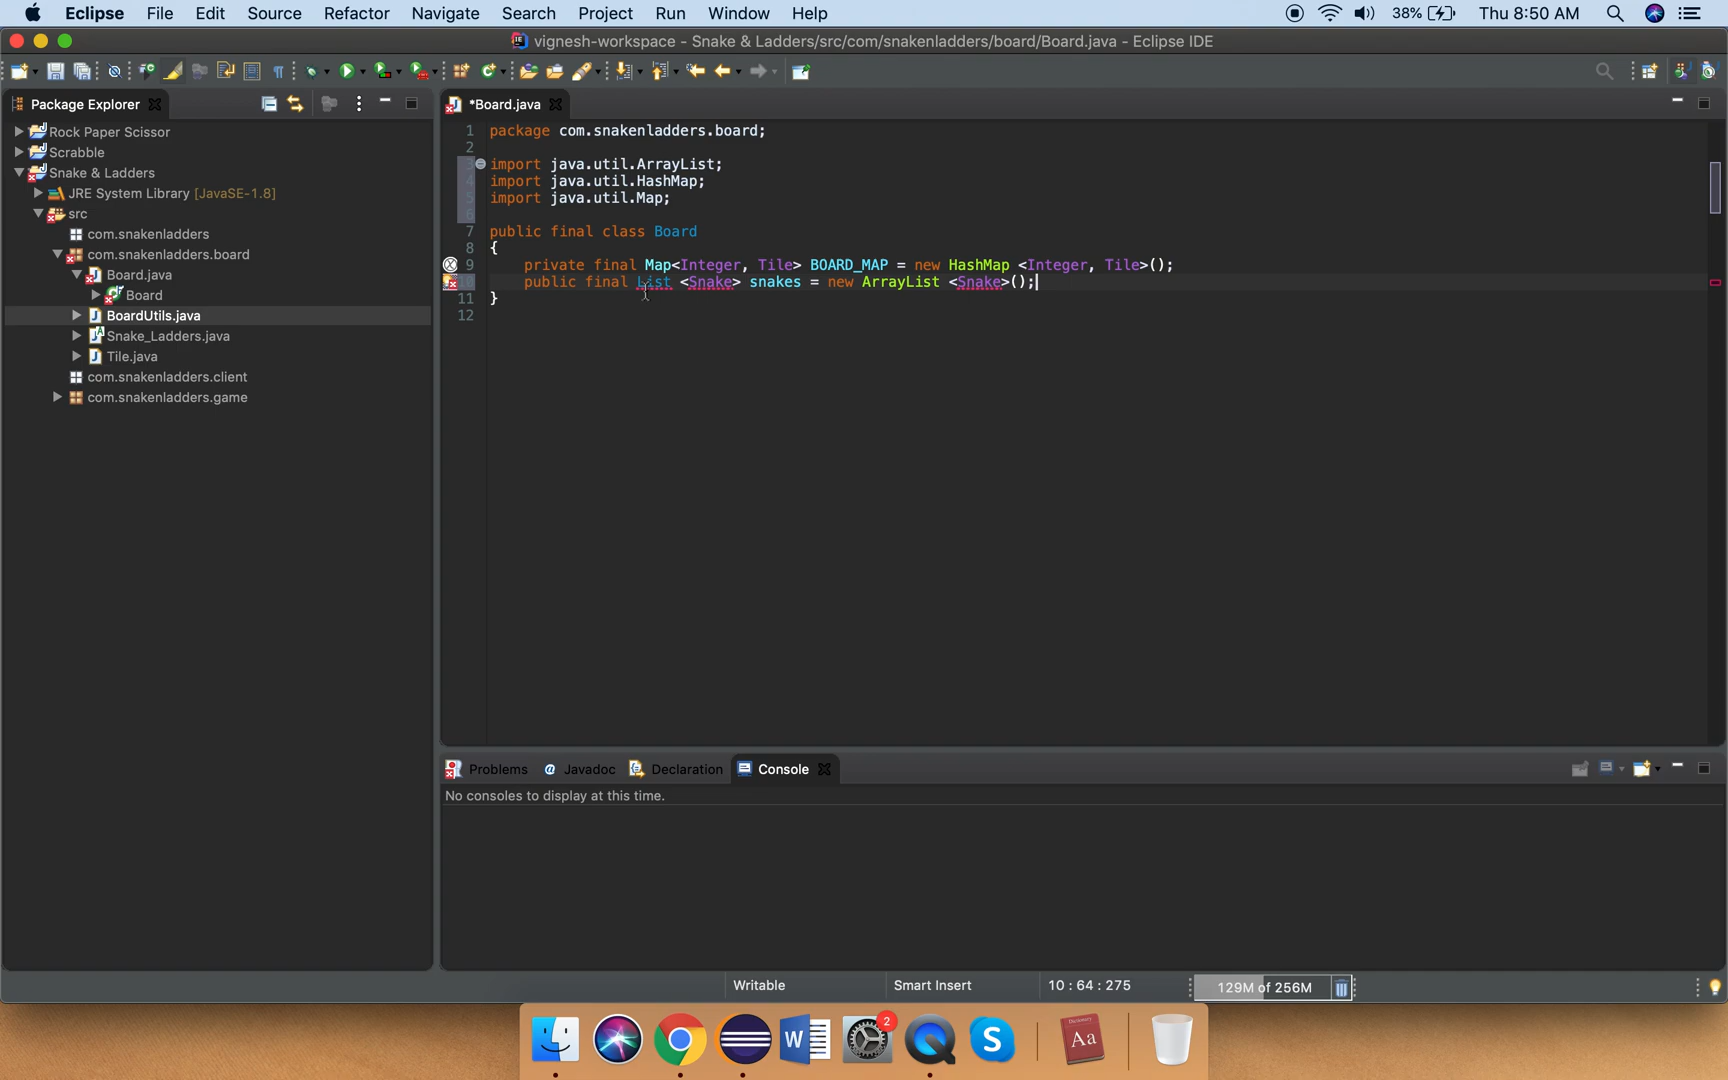 Eclipse File Edit Source Refactor Navigate Search Project Run Window Help 38% Thu 8:50 AM
vignesh-workspace - Snake & Ladders/src/com/snakenladders/board/Board.java - Eclipse IDE
Package Explorer
*Board.java
Rock Paper Scissor
Scrabble
Snake & Ladders
JRE System Library [JavaSE-1.8]
src
com.snakenladders
com.snakenladders.board
Board.java
Board
BoardUtils.java
Snake_Ladders.java
Tile.java
com.snakenladders.client
com.snakenladders.game
1 package com.snakenladders.board;
2
3 import java.util.ArrayList;
4 import java.util.HashMap;
5 import java.util.Map;
6
7 public final class Board
8 {
9 private final Map<Integer, Tile> BOARD_MAP = new HashMap <Integer, Tile>();
10 public final List <Snake> snakes = new ArrayList <Snake>();
11 }
12
Problems @ Javadoc Declaration Console
No consoles to display at this time.
Writable Smart Insert 10 : 64 : 275 129M of 256M
2
W
S
Aa
Dictionary